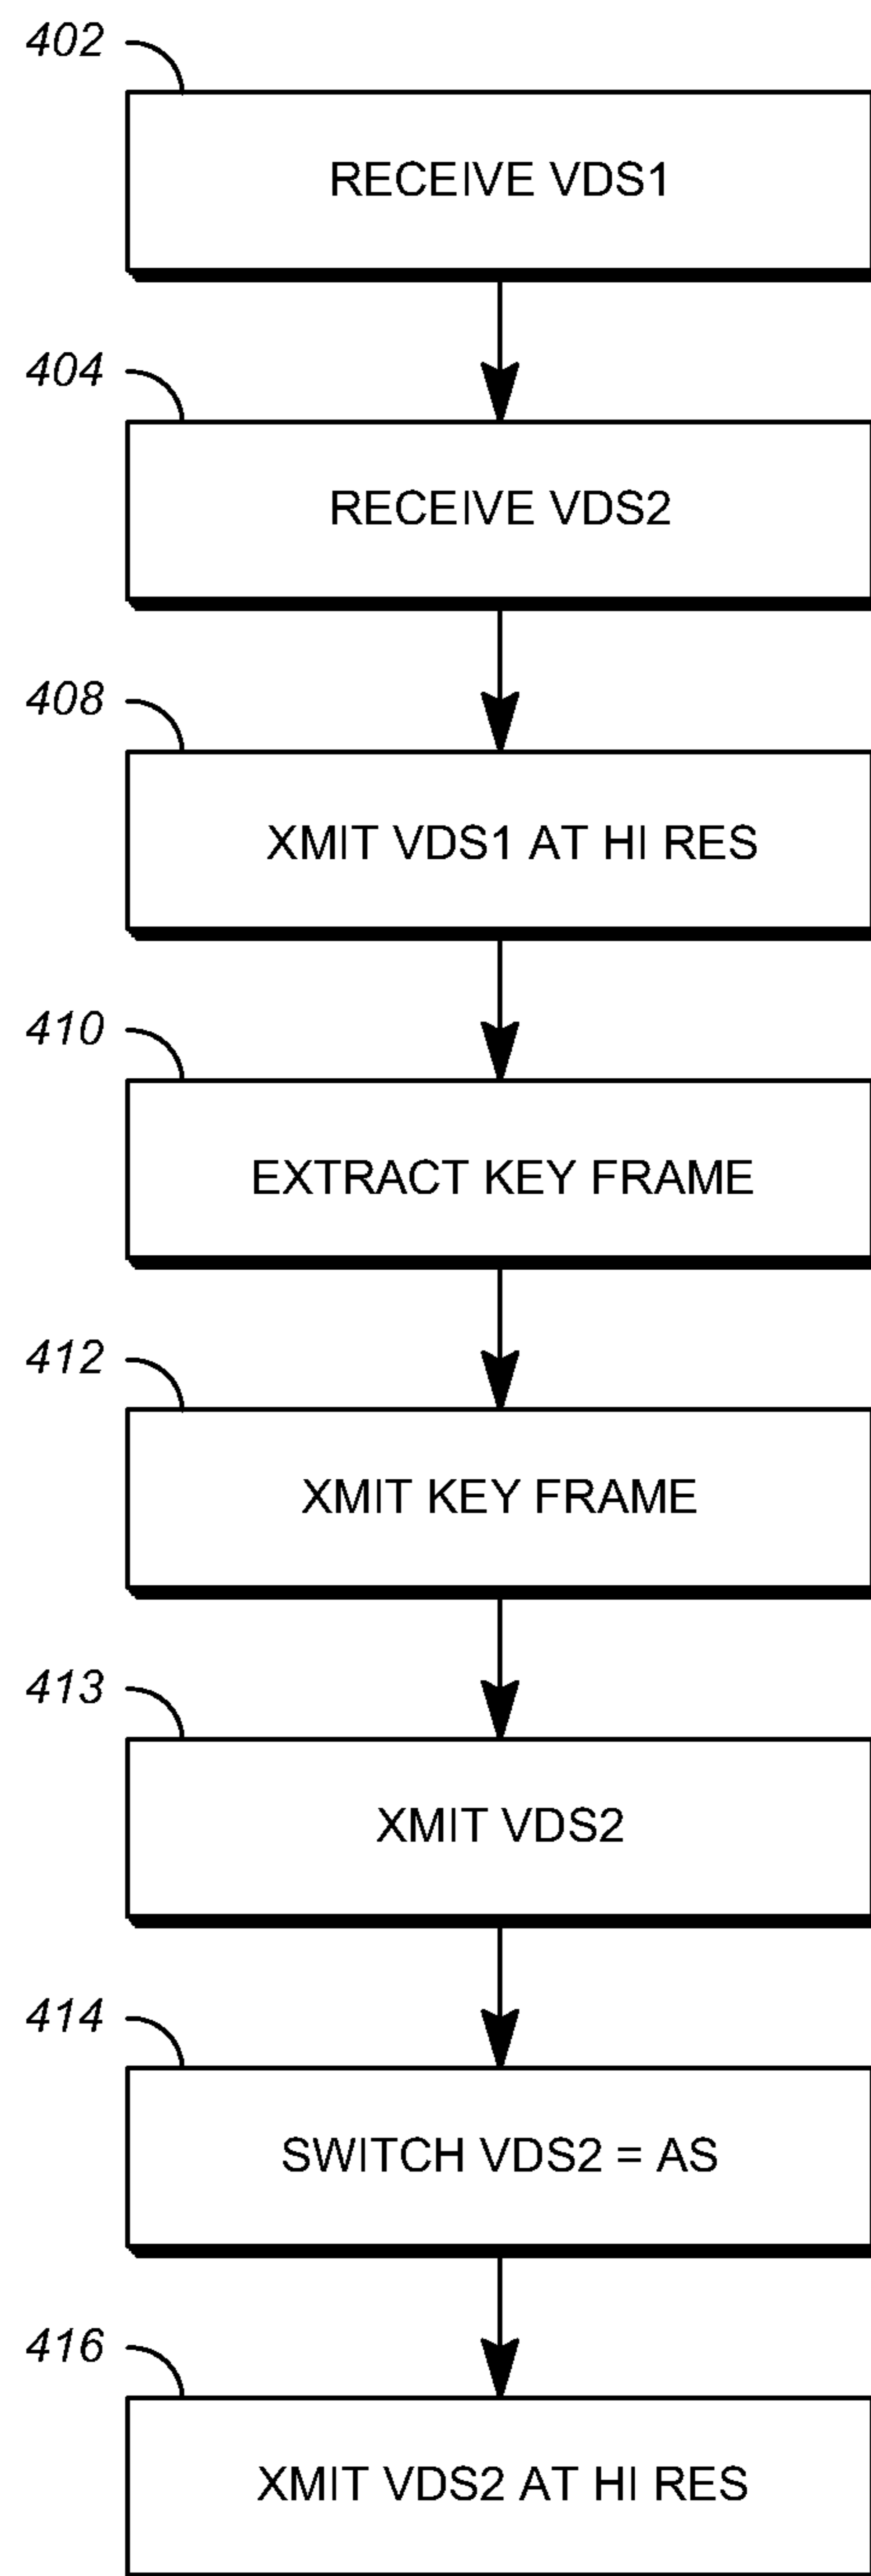 402
RECEIVE VDS1
404
RECEIVE VDS2
408
XMIT VDS1 AT HI RES
410
EXTRACT KEY FRAME
412
XMIT KEY FRAME
413
XMIT VDS2
414
SWITCH VDS2 = AS
416
XMIT VDS2 AT HI RES